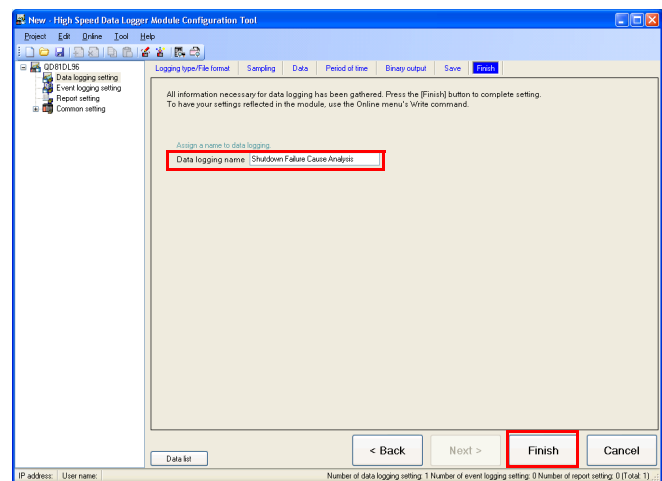 New - High Speed Data Logger Module Configuration Tool
Project Edit Online Tool Help
QD81DL96
Data logging setting
Event logging setting
Report setting
Common setting
Logging type/File format Sampling Data Period of time Binary output Save Finish
All information necessary for data logging has been gathered. Press the [Finish] button to complete setting.
To have your settings reflected in the module, use the Online menu's Write command.
Assign a name to data logging.
Data logging name Shutdown Failure Cause Analysis
Data list < Back Next > Finish Cancel
IP address: User name: Number of data logging setting: 1 Number of event logging setting: 0 Number of report setting: 0 (Total: 1)